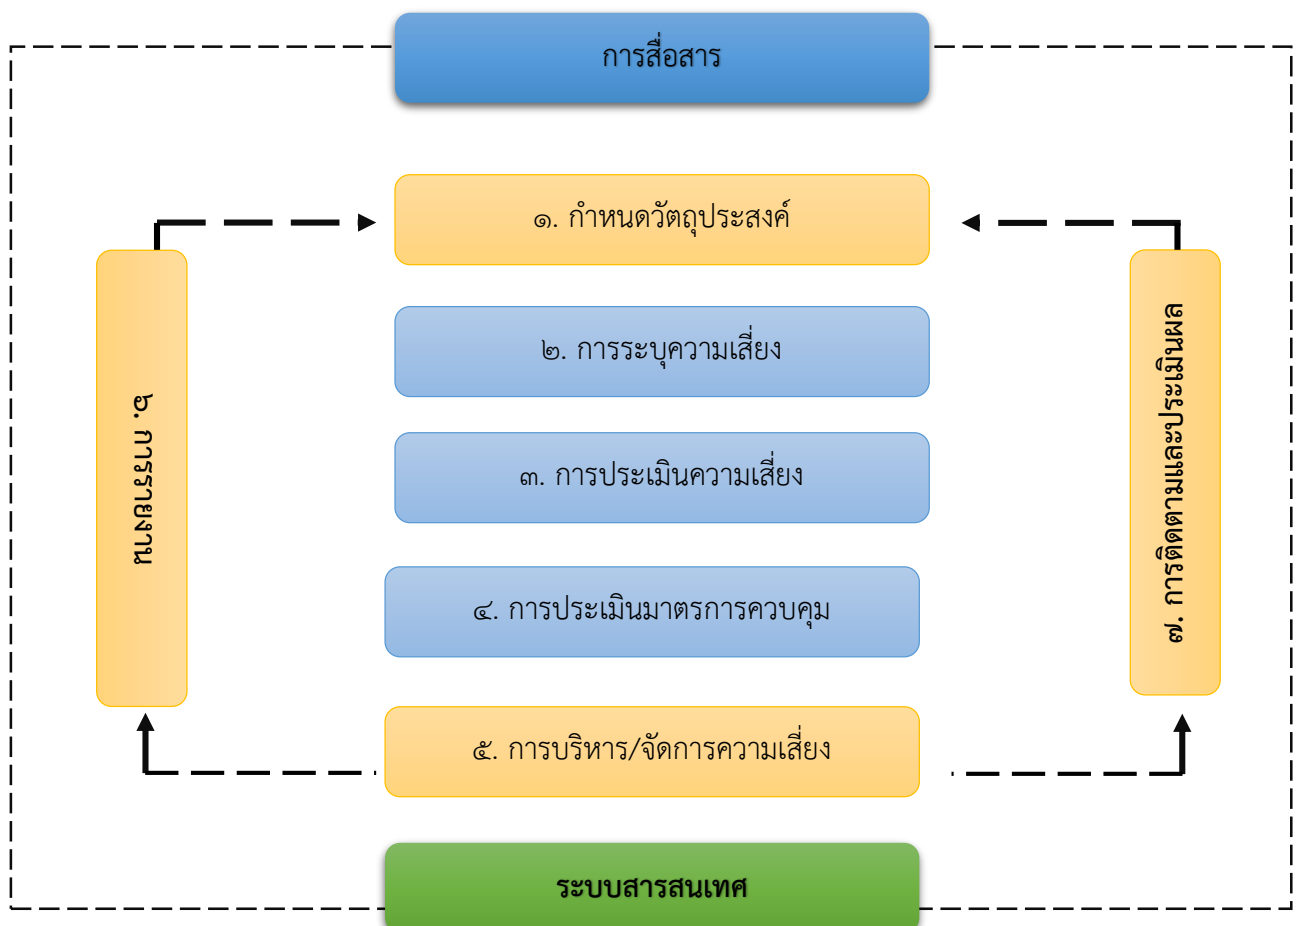 การสื่อสาร
๑. กำหนดวัตถุประสงค์
๒. การระบุความเสี่ยง
๓. การประเมินความเสี่ยง
๔. การประเมินมาตรการควบคุม
๕. การบริหาร/จัดการความเสี่ยง
๖. การรายงาน
๗. การติดตามและประเมินผล
ระบบสารสนเทศ